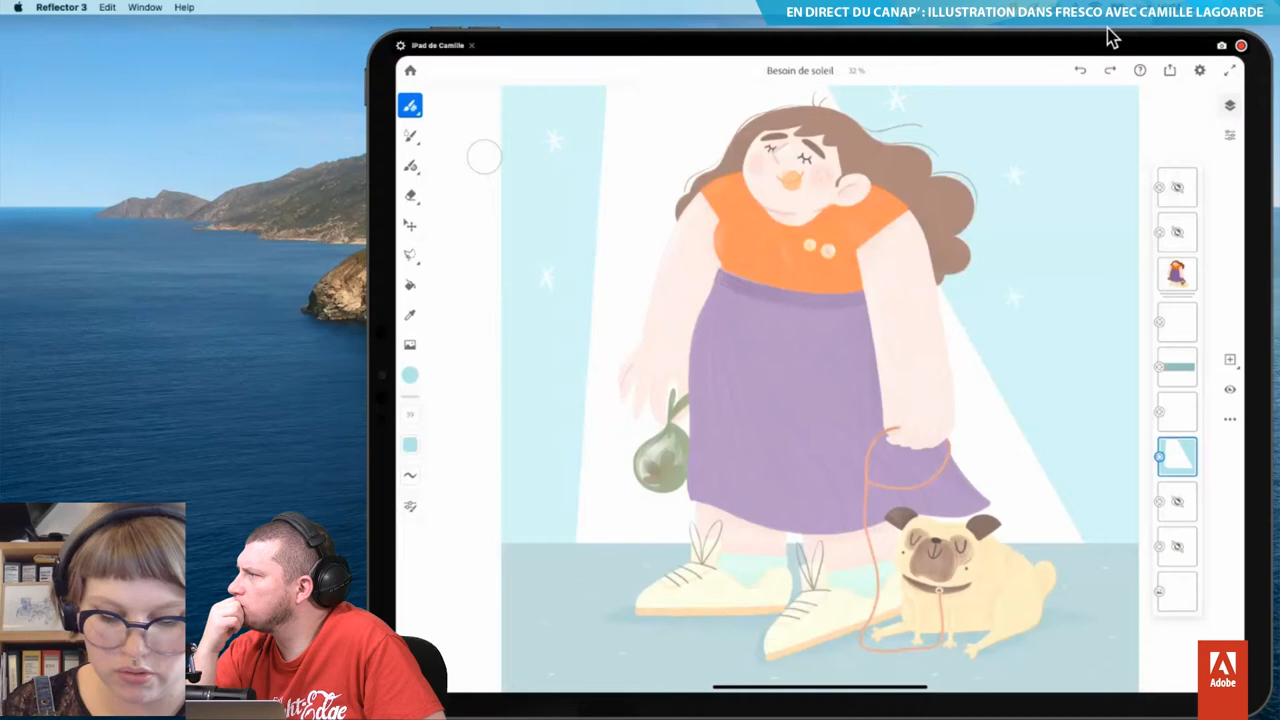 Reflector 3 Edit Window Help
EN DIRECT DU CANAP' : ILLUSTRATION DANS FRESCO AVEC CAMILLE LAGOARDE
iPad de Camille
Besoin de soleil 32 %
39
Adobe